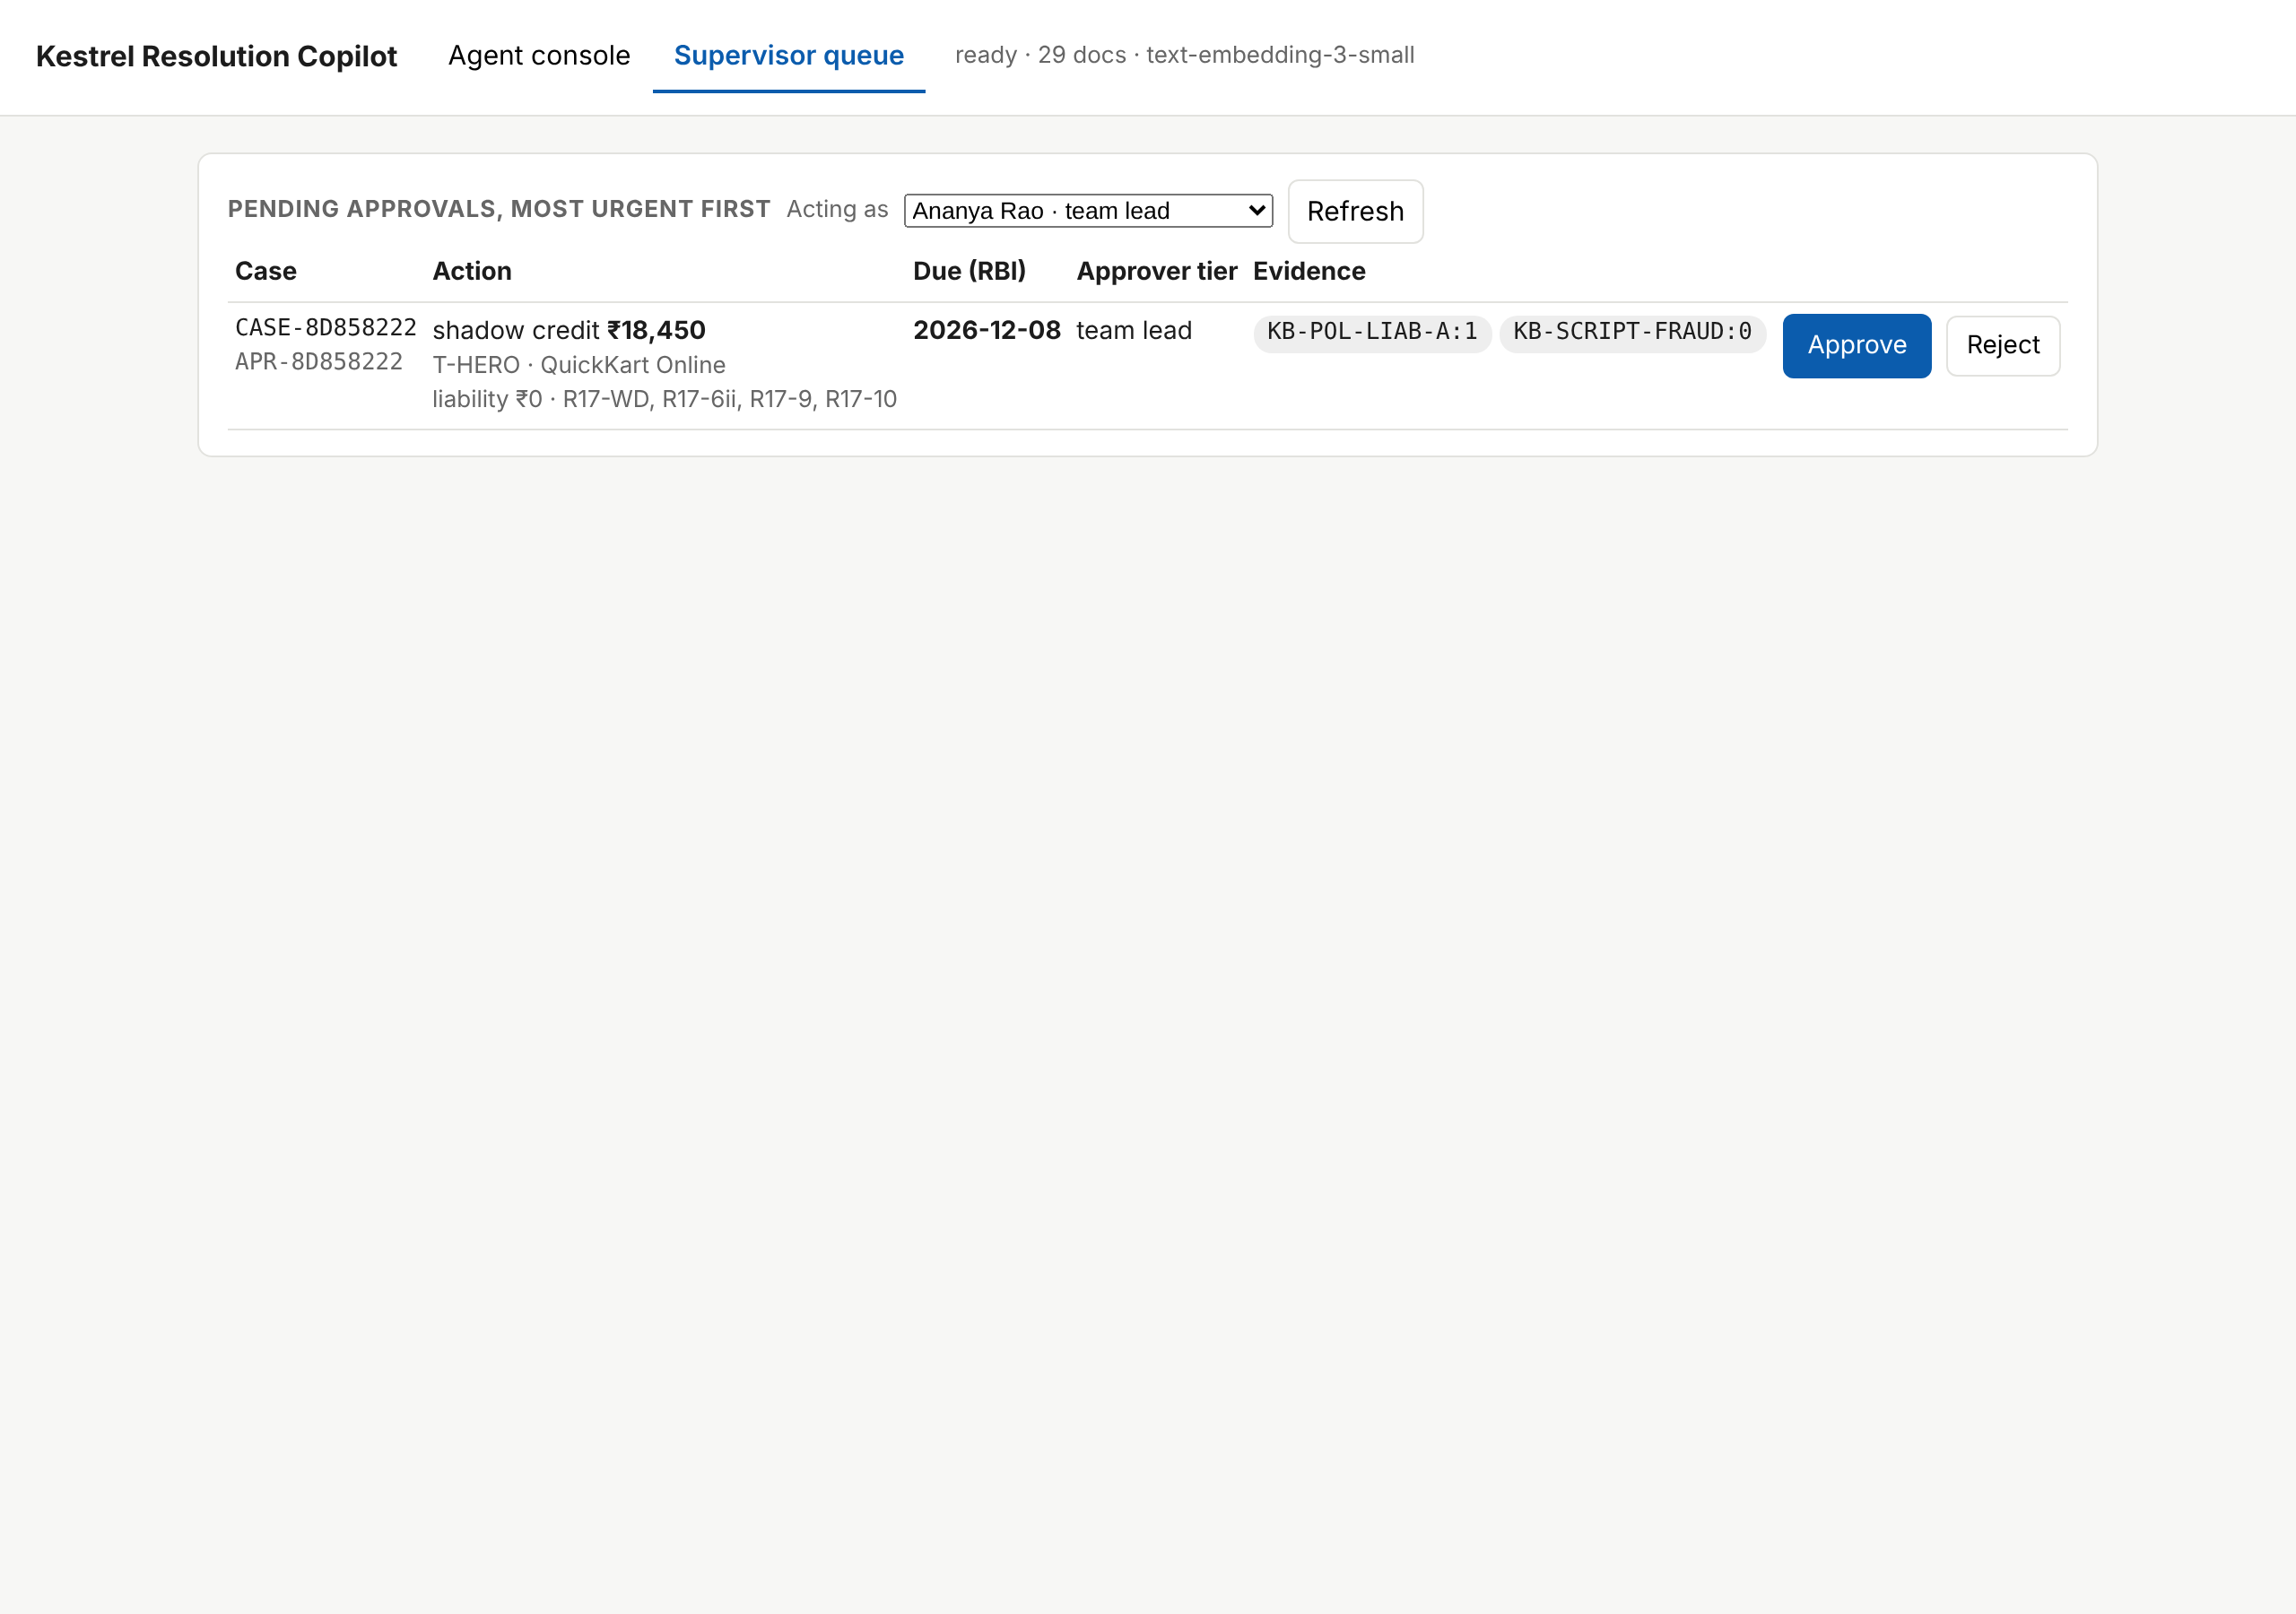 Kestrel Resolution Copilot Agent console Supervisor queue ready · 29 docs · text-embedding-3-small
PENDING APPROVALS, MOST URGENT FIRST Acting as Ananya Rao · team lead Refresh
Case Action Due (RBI) Approver tier Evidence
CASE-8D858222 shadow credit ₹18,450 2026-12-08 team lead KB-POL-LIAB-A:1 KB-SCRIPT-FRAUD:0 Approve Reject
APR-8D858222 T-HERO · QuickKart Online
liability ₹0 · R17-WD, R17-6ii, R17-9, R17-10